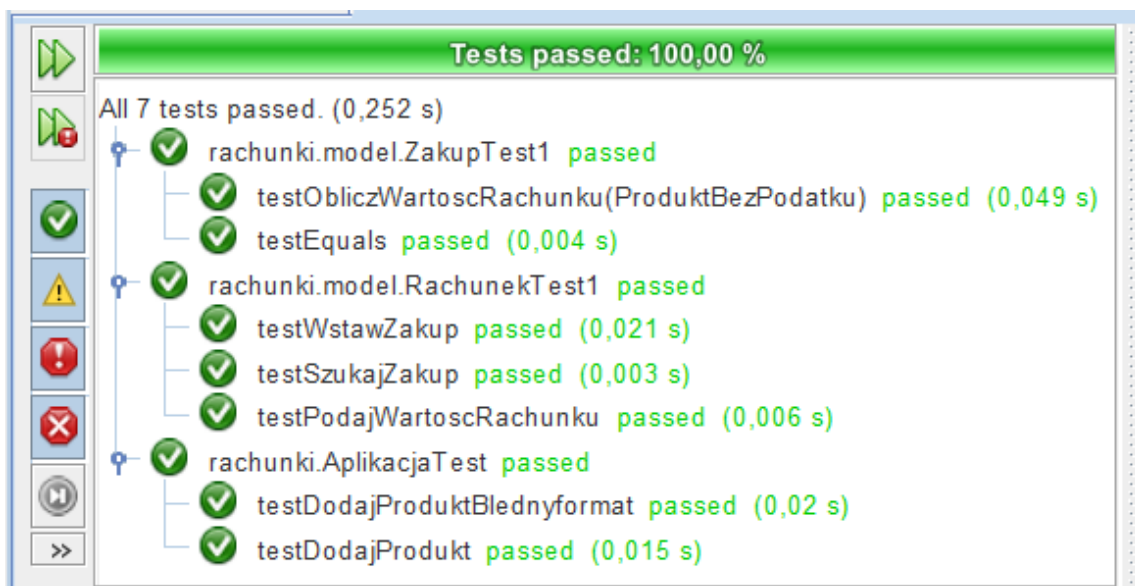 Tests passed: 100,00 %
All 7 tests passed. (0,252 s)
rachunki.model.ZakupTest1 passed
testObliczWartoscRachunku(ProduktBezPodatku) passed (0,049 s)
testEquals passed (0,004 s)
rachunki.model.RachunekTest1 passed
testWstawZakup passed (0,021 s)
testSzukajZakup passed (0,003 s)
testPodajWartoscRachunku passed (0,006 s)
rachunki.AplikacjaTest passed
testDodajProduktBlednyformat passed (0,02 s)
testDodajProdukt passed (0,015 s)
>>